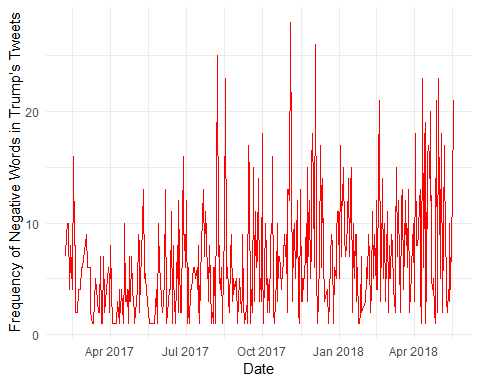 Frequency of Negative Words in Trump's Tweets
20
10
0
Apr 2017
Jul 2017
Oct 2017
Jan 2018
Apr 2018
Date